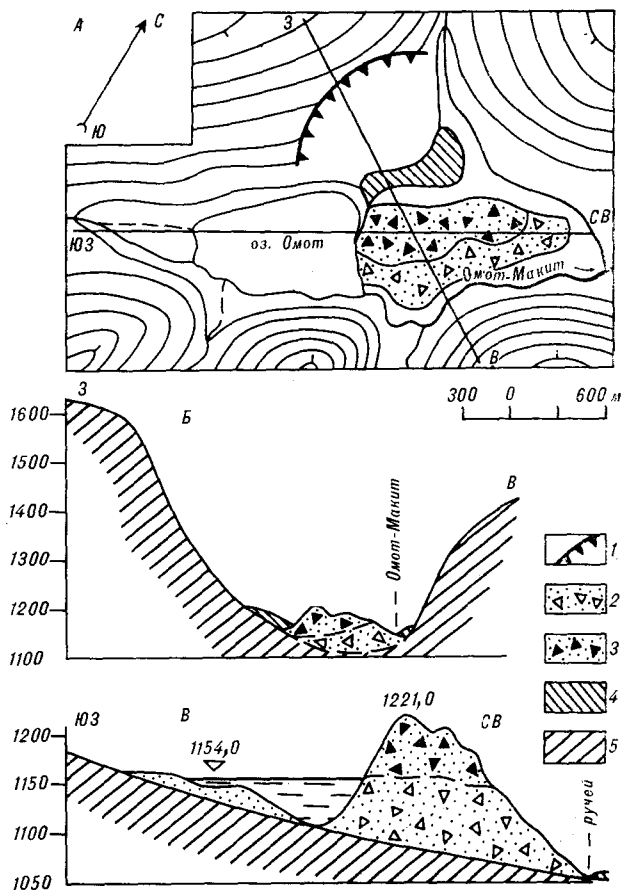 А
С
Ю
З
ЮЗ
оз. Омот
СВ
Омот-Макит
В
300 0 600 м
З
Б
В
1600
1500
1400
1300
1200
1100
Омот-Макит
1
2
3
4
5
ЮЗ
В
1221,0
СВ
1154,0
1200
1150
1100
1050
ручей